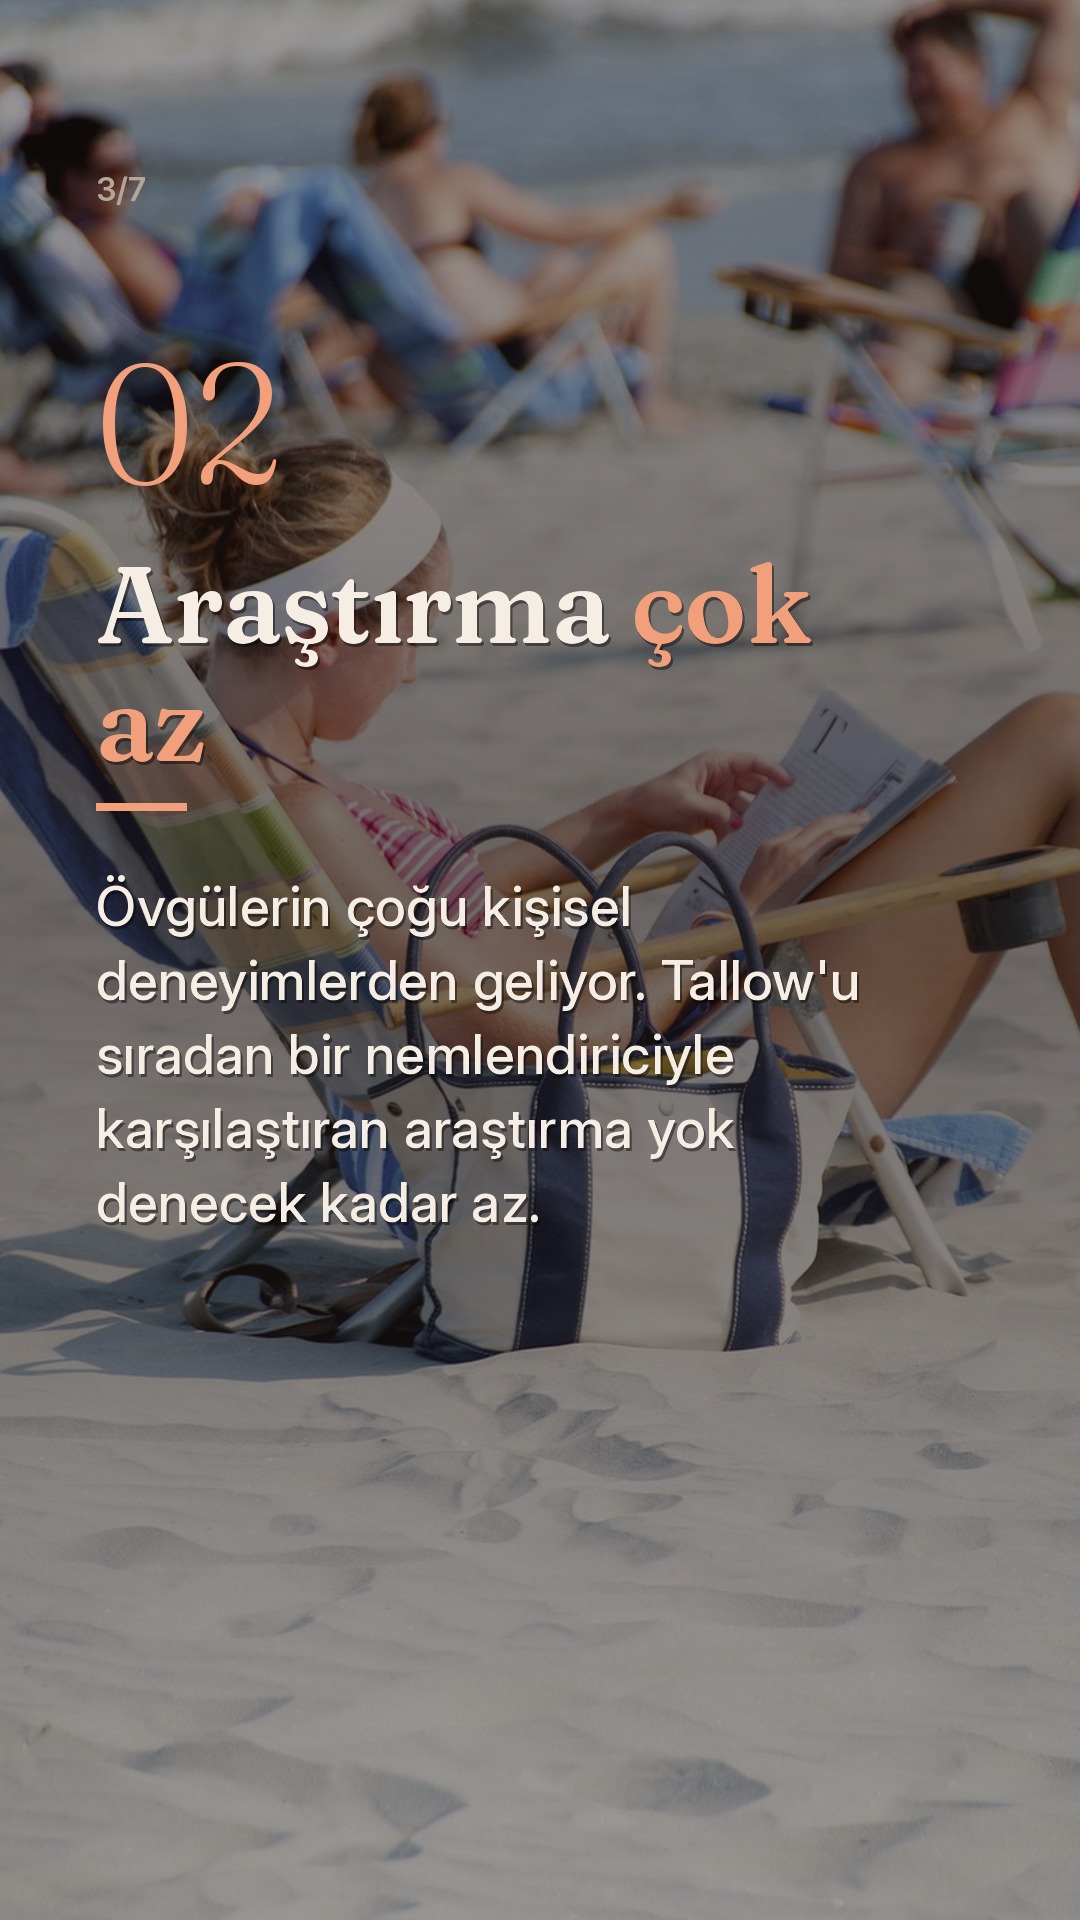 3/7
02
Araştırma çok
az
Övgülerin çoğu kişisel
deneyimlerden geliyor. Tallow'u
sıradan bir nemlendiriciyle
karşılaştıran araştırma yok
denecek kadar az.
T